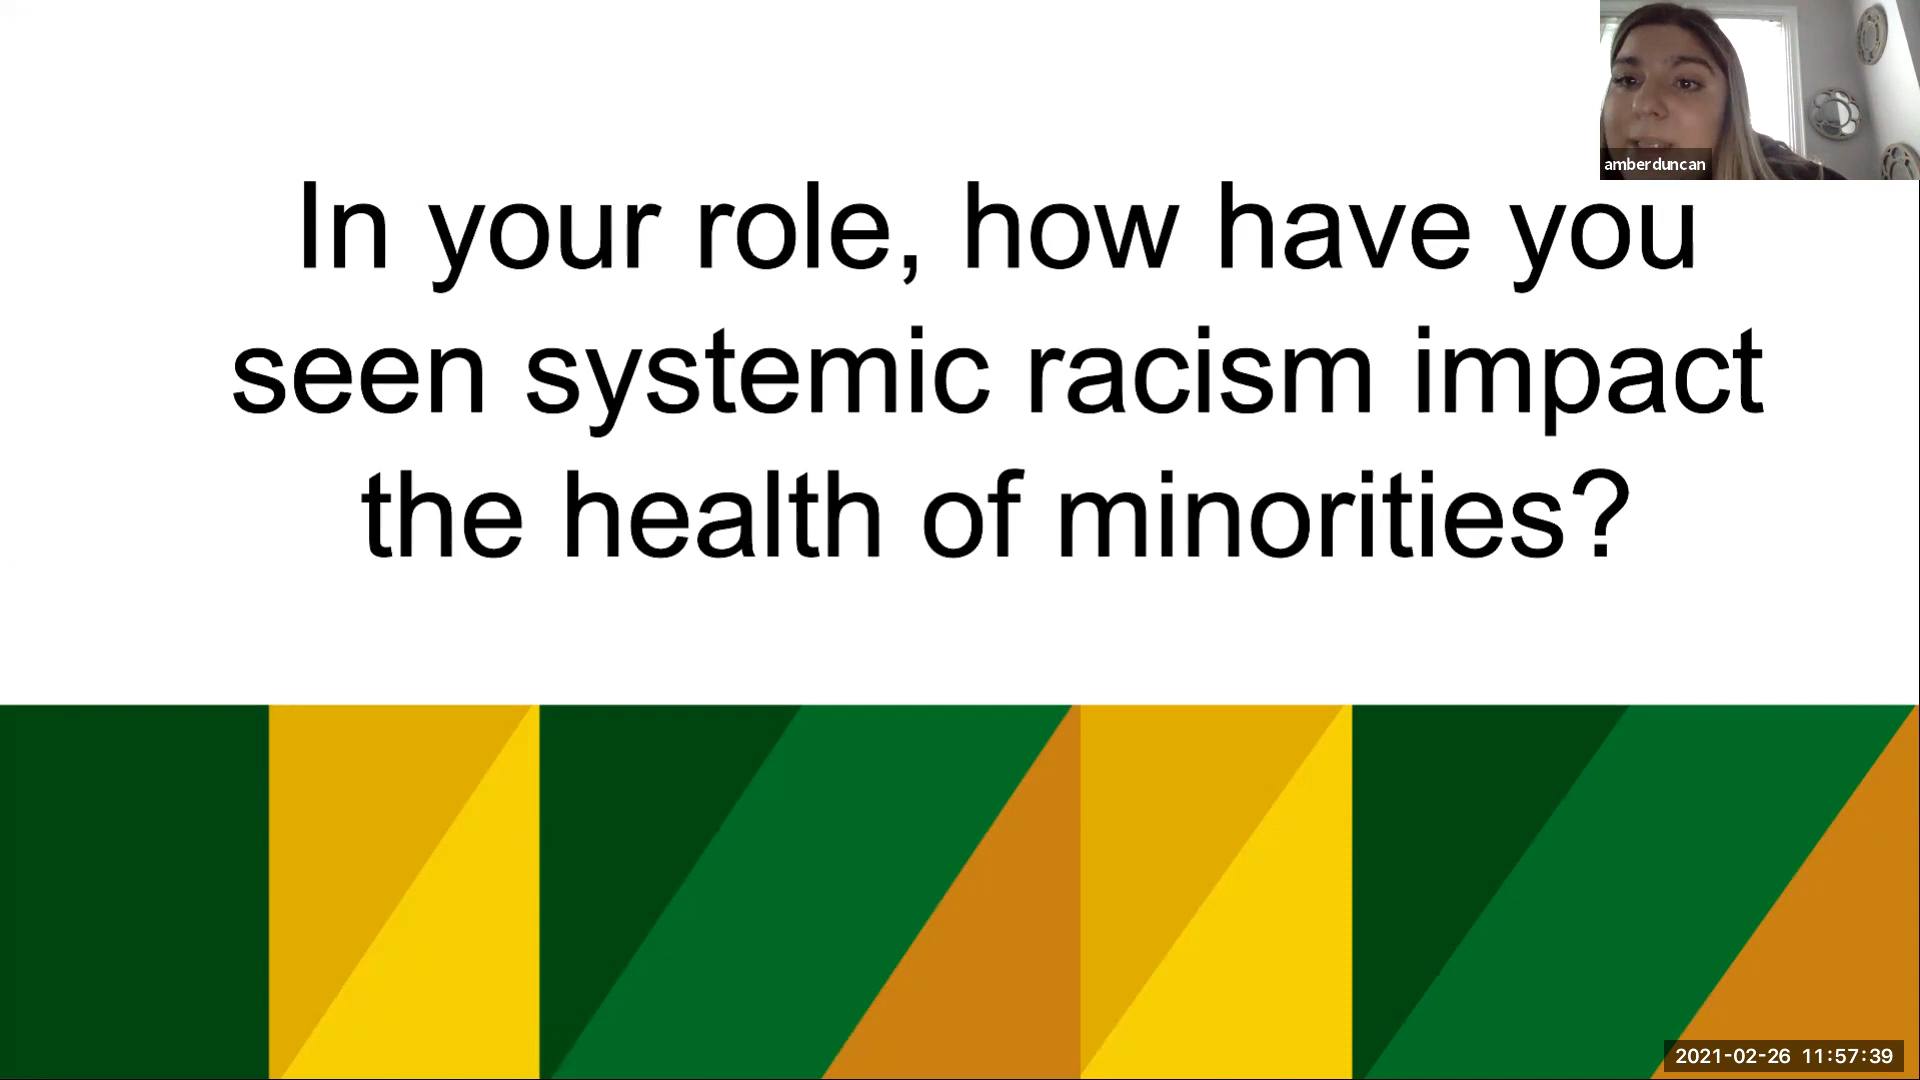 amberduncan
In your role, how have you
seen systemic racism impact
the health of minorities?
2021-02-26 11:57:39